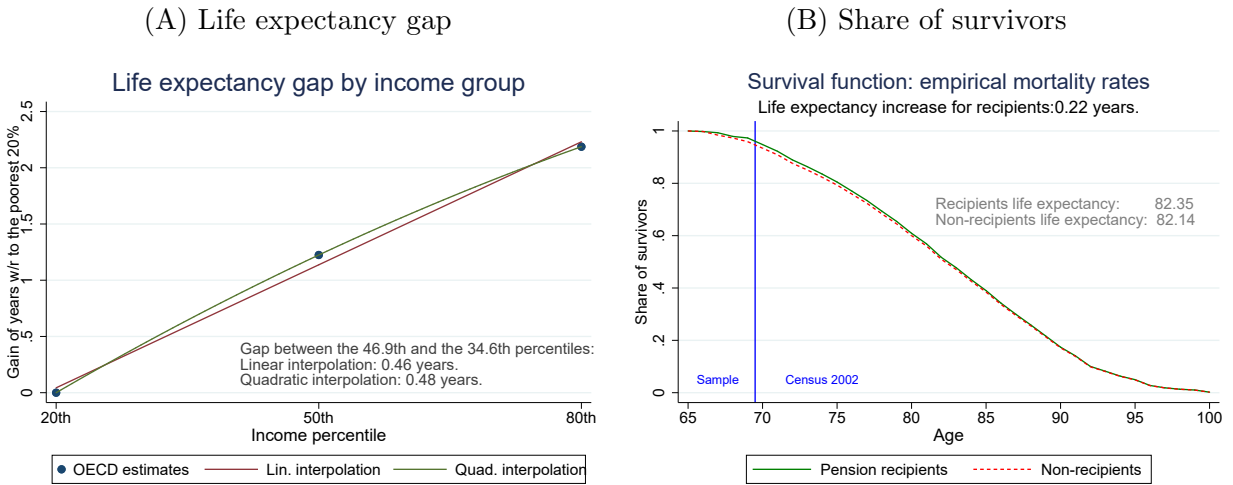 (A) Life expectancy gap
Life expectancy gap by income group
Gain of years w/r to the poorest 20%
2.5
2
1.5
1
.5
0
Gap between the 46.9th and the 34.6th percentiles:
Linear interpolation: 0.46 years.
Quadratic interpolation: 0.48 years.
20th 50th 80th
Income percentile
OECD estimates Lin. interpolation Quad. interpolation
(B) Share of survivors
Survival function: empirical mortality rates
Life expectancy increase for recipients:0.22 years.
Share of survivors
1
.8
.6
.4
.2
0
Recipients life expectancy: 82.35
Non-recipients life expectancy: 82.14
Sample Census 2002
65 70 75 80 85 90 95 100
Age
Pension recipients Non-recipients